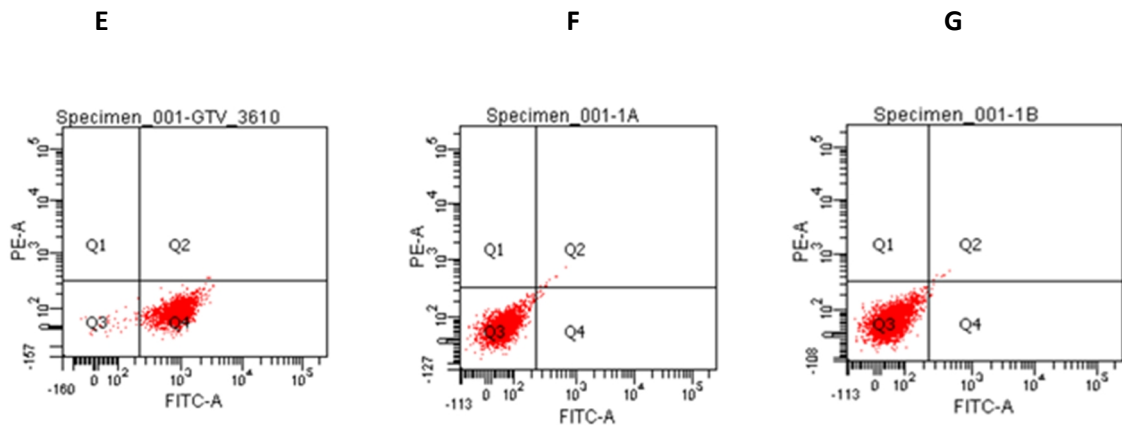 E
F
G
Specimen_001-GTV_3610
PE-A
10^5
10^4
10^3
10^2
0
-157
Q1
Q2
Q3
Q4
-160
0 10^2 10^3 10^4 10^5
FITC-A
Specimen_001-1A
PE-A
10^5
10^4
10^3
10^2
0
-127
Q1
Q2
Q3
Q4
-113
0 10^2 10^3 10^4 10^5
FITC-A
Specimen_001-1B
PE-A
10^5
10^4
10^3
10^2
0
-108
Q1
Q2
Q3
Q4
-113
0 10^2 10^3 10^4 10^5
FITC-A